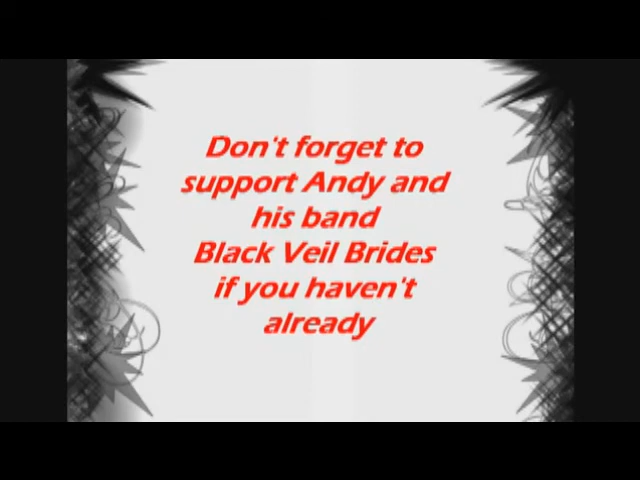 Don't forget to
support Andy and
his band
Black Veil Brides
if you haven't
already